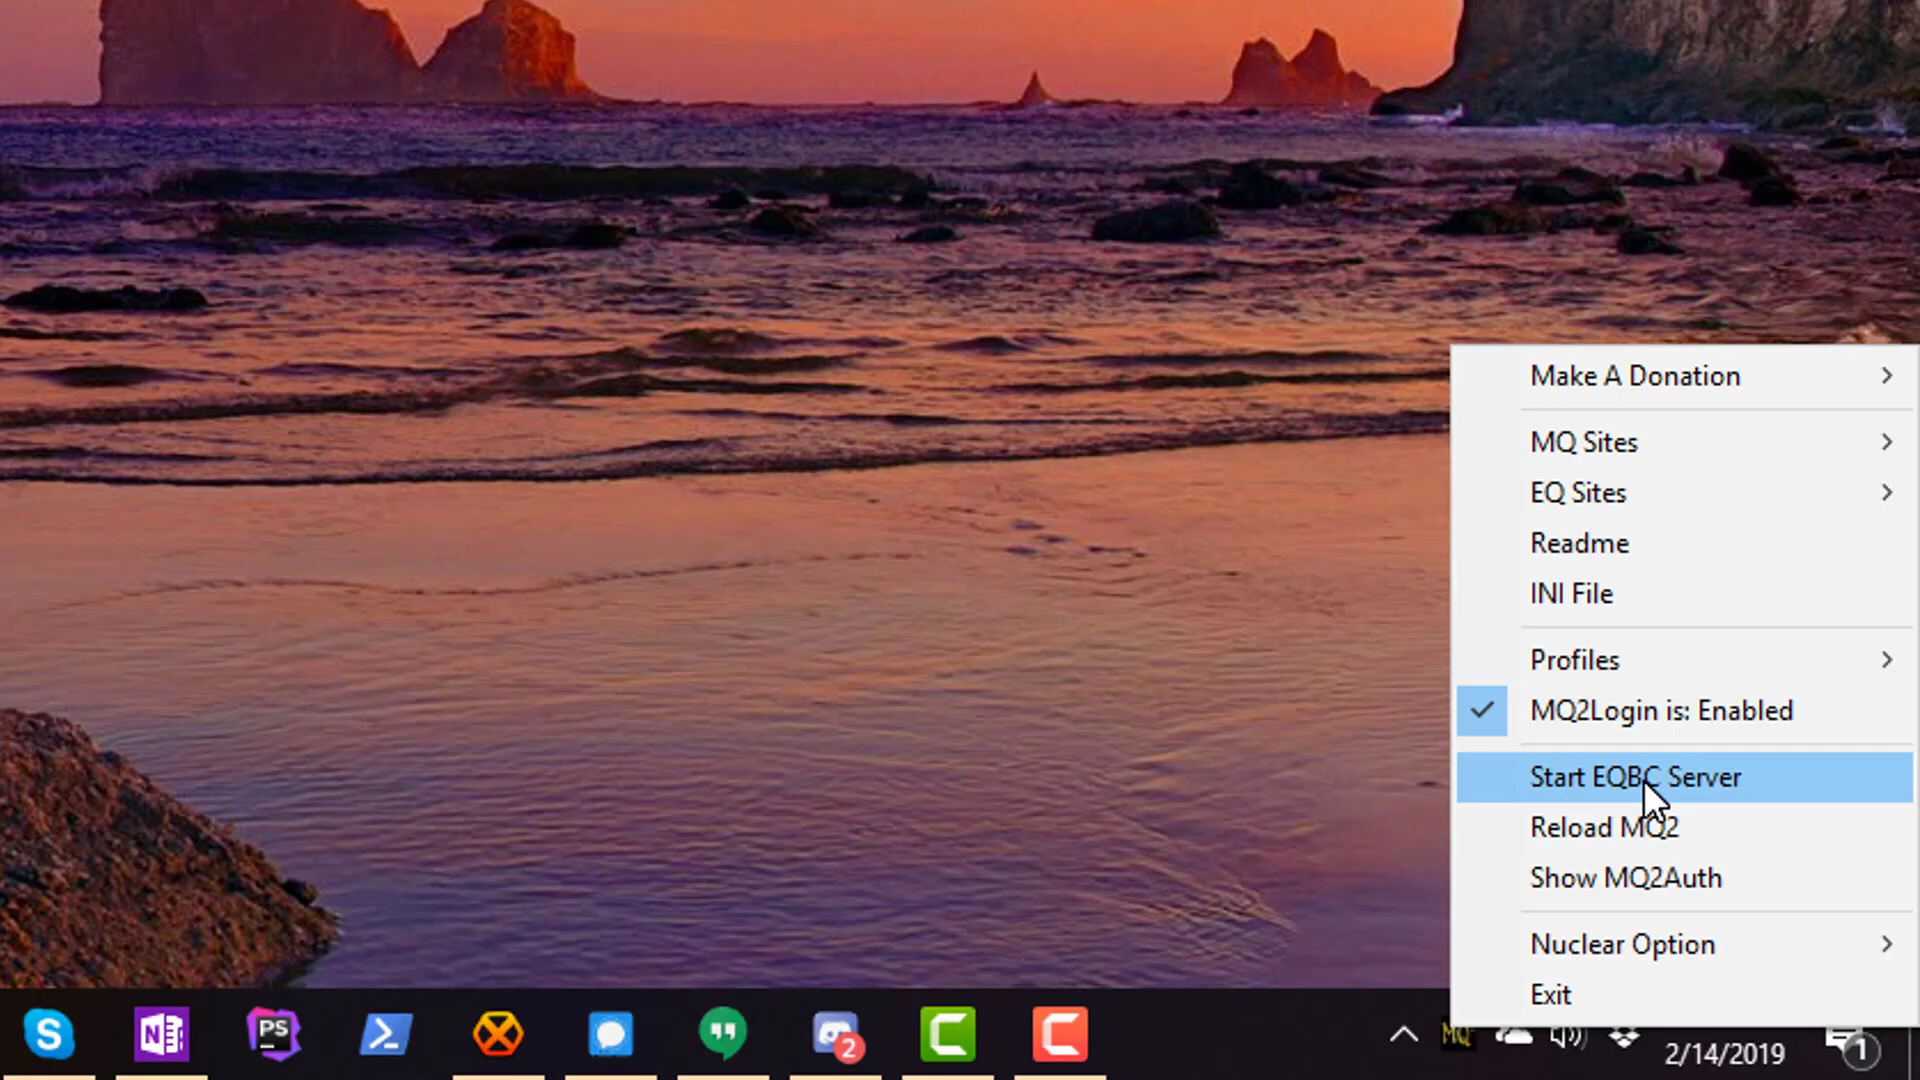 Make A Donation
MQ Sites
EQ Sites
Readme
INI File
Profiles
MQ2Login is: Enabled
Start EQBC Server
Reload MQ2
Show MQ2Auth
Nuclear Option
Exit
N
PS
2
C
C
MQ
2/14/2019
1